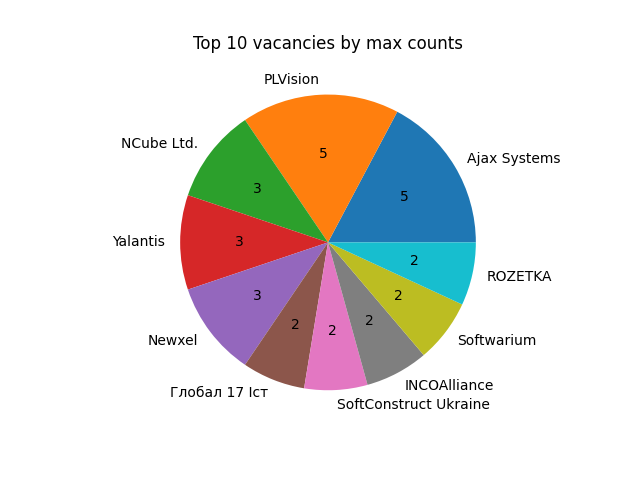 Top 10 vacancies by max counts
PLVision
Ajax Systems
NCube Ltd.
Yalantis
Newxel
Глобал 17 Іст
SoftConstruct Ukraine
INCOAlliance
Softwarium
ROZETKA
5
5
3
3
3
2
2
2
2
2